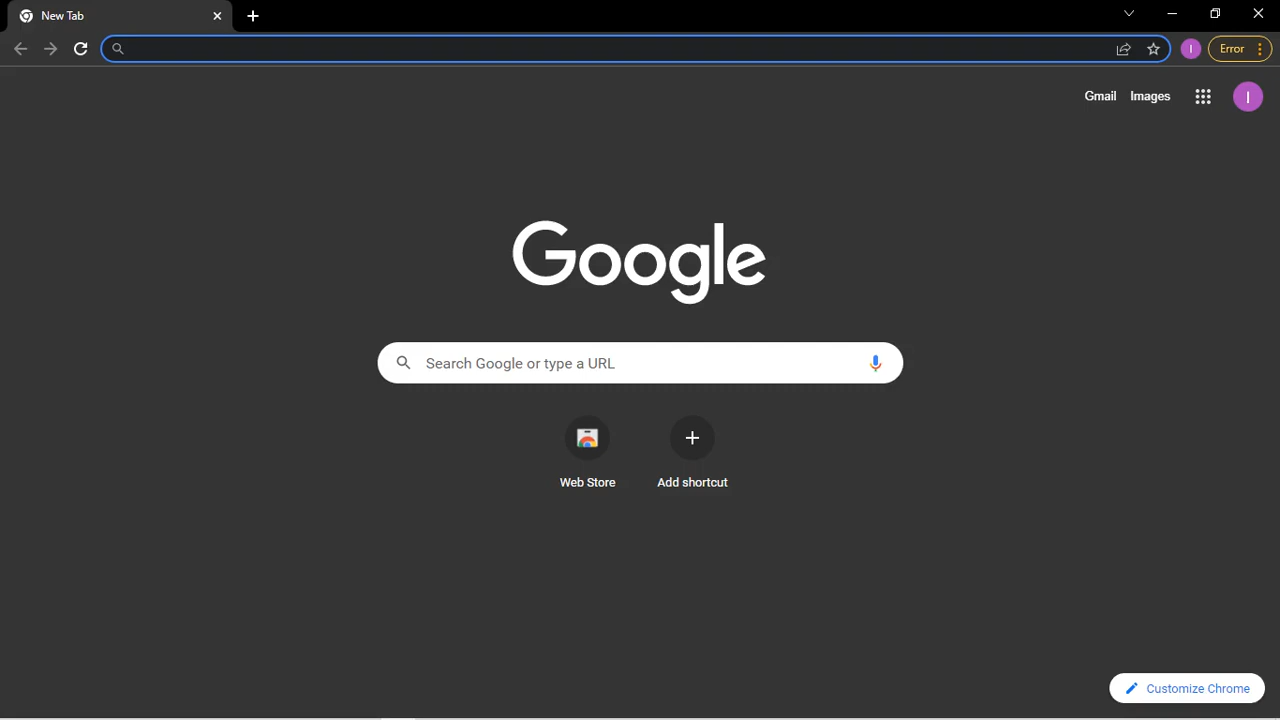 New Tab
Error
Gmail
Images
I
Google
Search Google or type a URL
Web Store
Add shortcut
Customize Chrome